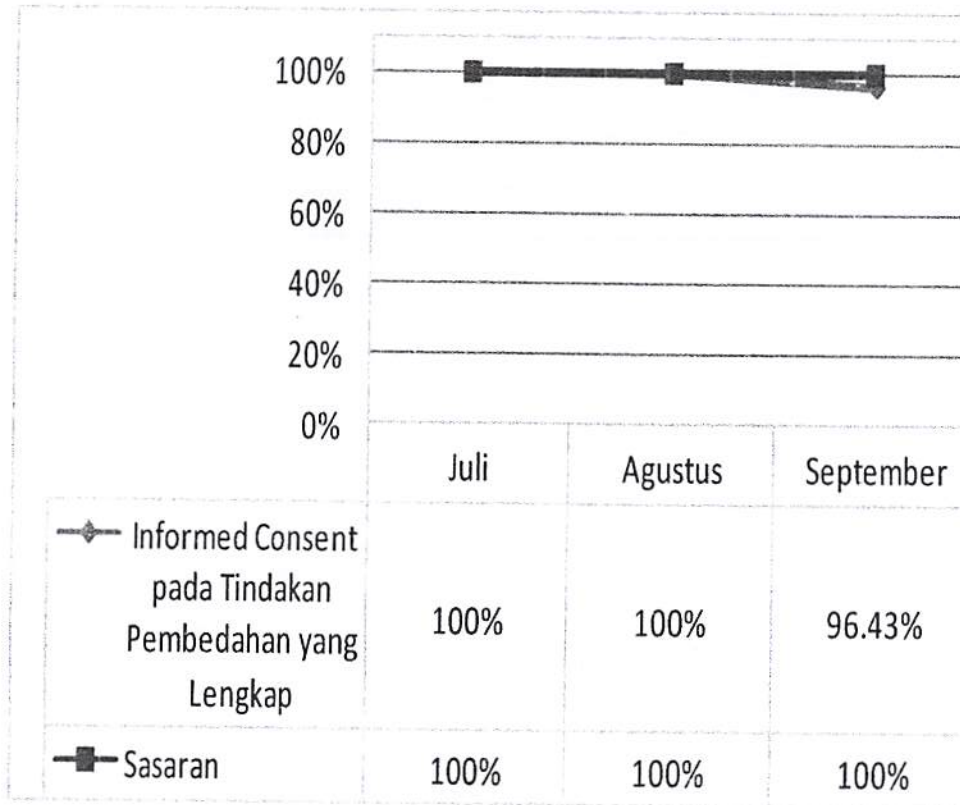 100%
80%
60%
40%
20%
0%
Juli Agustus September
Informed Consent
pada Tindakan
Pembedahan yang
Lengkap
100% 100% 96.43%
Sasaran 100% 100% 100%